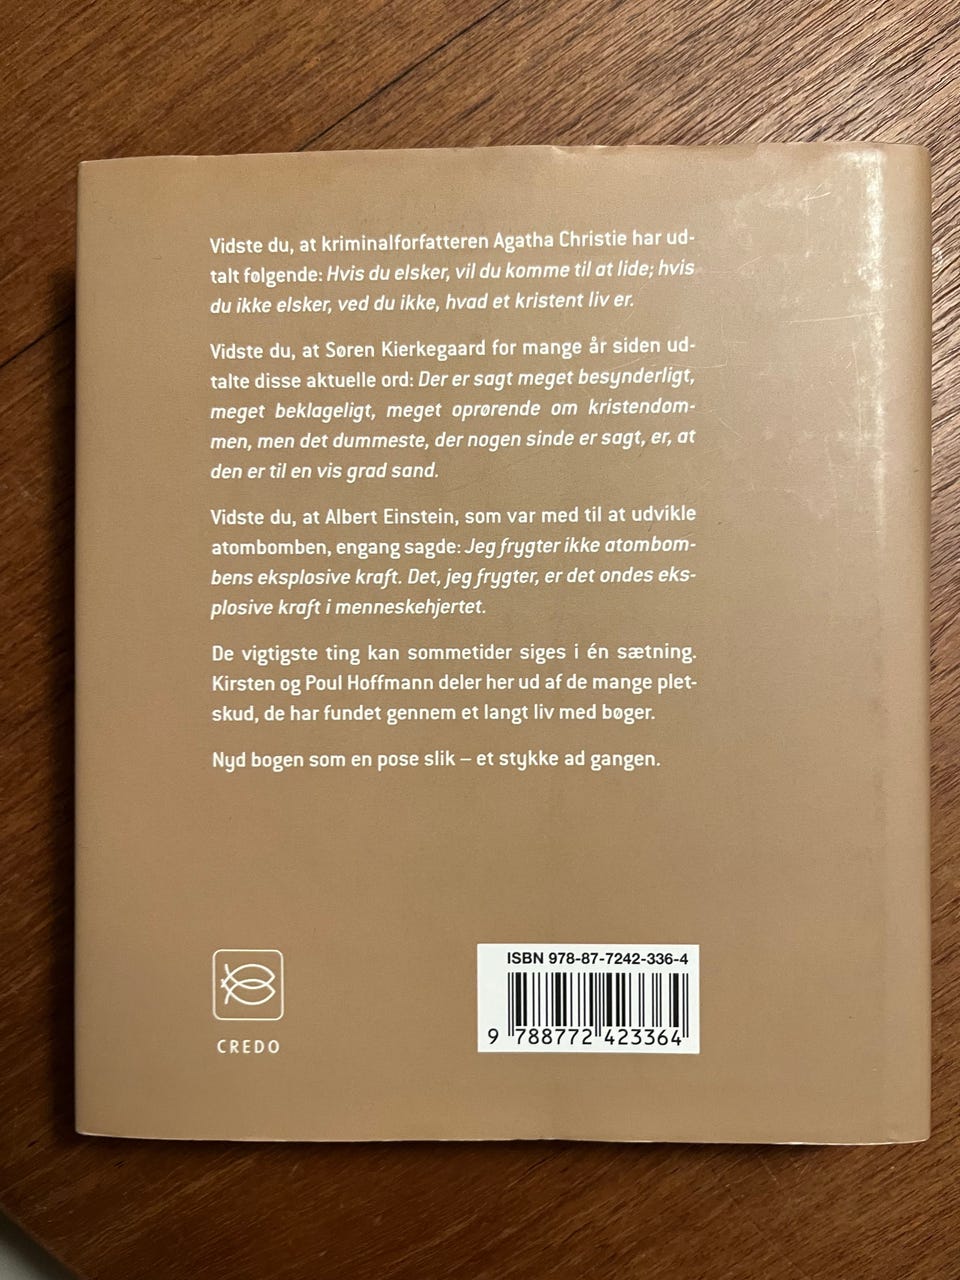 Vidste du, at kriminalforfatteren Agatha Christie har ud-
talt følgende: Hvis du elsker, vil du komme til at lide; hvis
du ikke elsker, ved du ikke, hvad et kristent liv er.
Vidste du, at Søren Kierkegaard for mange år siden ud-
talte disse aktuelle ord: Der er sagt meget besynderligt,
meget beklageligt, meget oprørende om kristendom-
men, men det dummeste, der nogen sinde er sagt, er, at
den er til en vis grad sand.
Vidste du, at Albert Einstein, som var med til at udvikle
atombomben, engang sagde: Jeg frygter ikke atombom-
bens eksplosive kraft. Det, jeg frygter, er det ondes eks-
plosive kraft i menneskehjertet.
De vigtigste ting kan sommetider siges i én sætning.
Kirsten og Poul Hoffmann deler her ud af de mange plet-
skud, de har fundet gennem et langt liv med bøger.
Nyd bogen som en pose slik – et stykke ad gangen.
CREDO
ISBN 978-87-7242-336-4
9 788772 423364